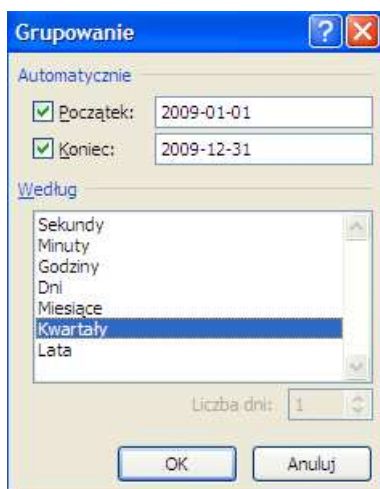 Grupowanie
Automatycznie
Początek: 2009-01-01
Koniec: 2009-12-31
Według
Sekundy
Minuty
Godziny
Dni
Miesiące
Kwartały
Lata
Liczba dni: 1
OK Anuluj